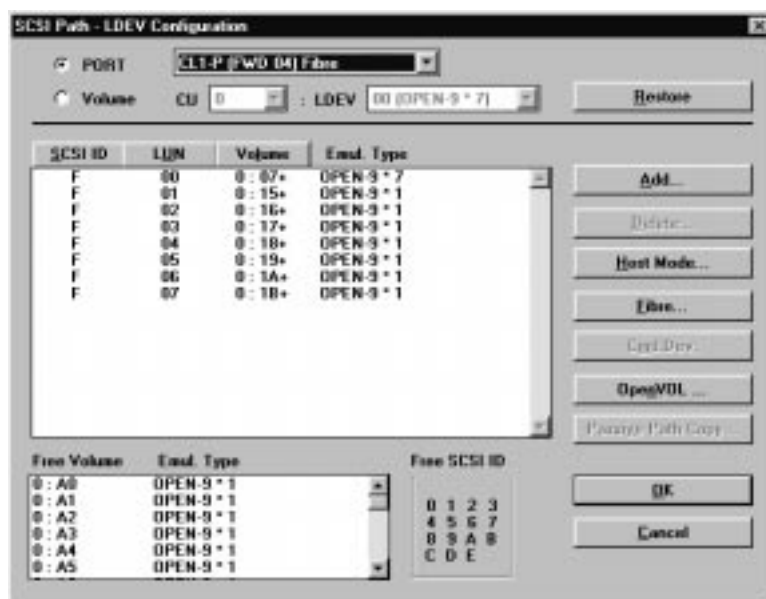 SCSI Path - LDEV Configuration
PORT CL1-P (FWD 04) Fibre
Volume CU 0 : LDEV 00 (OPEN-9 * 7) Restore
SCSI ID LUN Volume Emul. Type
F 00 0 : 07+ OPEN-9 * 7
F 01 0 : 15+ OPEN-9 * 1
F 02 0 : 16+ OPEN-9 * 1
F 03 0 : 17+ OPEN-9 * 1
F 04 0 : 18+ OPEN-9 * 1
F 05 0 : 19+ OPEN-9 * 1
F 06 0 : 1A+ OPEN-9 * 1
F 07 0 : 1B+ OPEN-9 * 1
Add...
Delete...
Host Mode...
Fibre...
Cmd.Dev.
OpenVOL ...
Paranye Path Copy ...
Free Volume Emul. Type
0 : A0 OPEN-9 * 1
0 : A1 OPEN-9 * 1
0 : A2 OPEN-9 * 1
0 : A3 OPEN-9 * 1
0 : A4 OPEN-9 * 1
0 : A5 OPEN-9 * 1
Free SCSI ID
0 1 2 3
4 5 6 7
8 9 A B
C D E
OK
Cancel